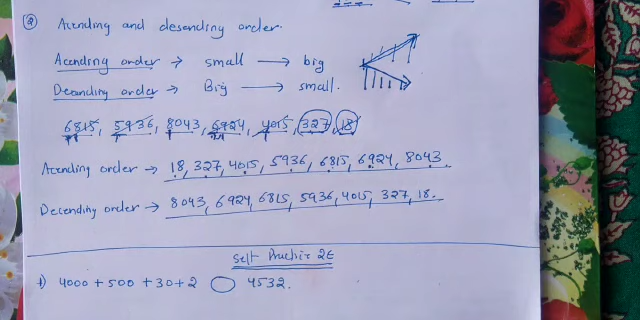 ② Acending and desending order.
Acending order → small → big
Decending order → Big → small.
6815, 5936, 8043, 6924, 4015, 327, 18
Acending order → 18, 327, 4015, 5936, 6815, 6924, 8043.
Decending order → 8043, 6924, 6815, 5936, 4015, 327, 18.
Self Practice 2E
1) 4000 + 500 + 30 + 2 ◯ 4532.